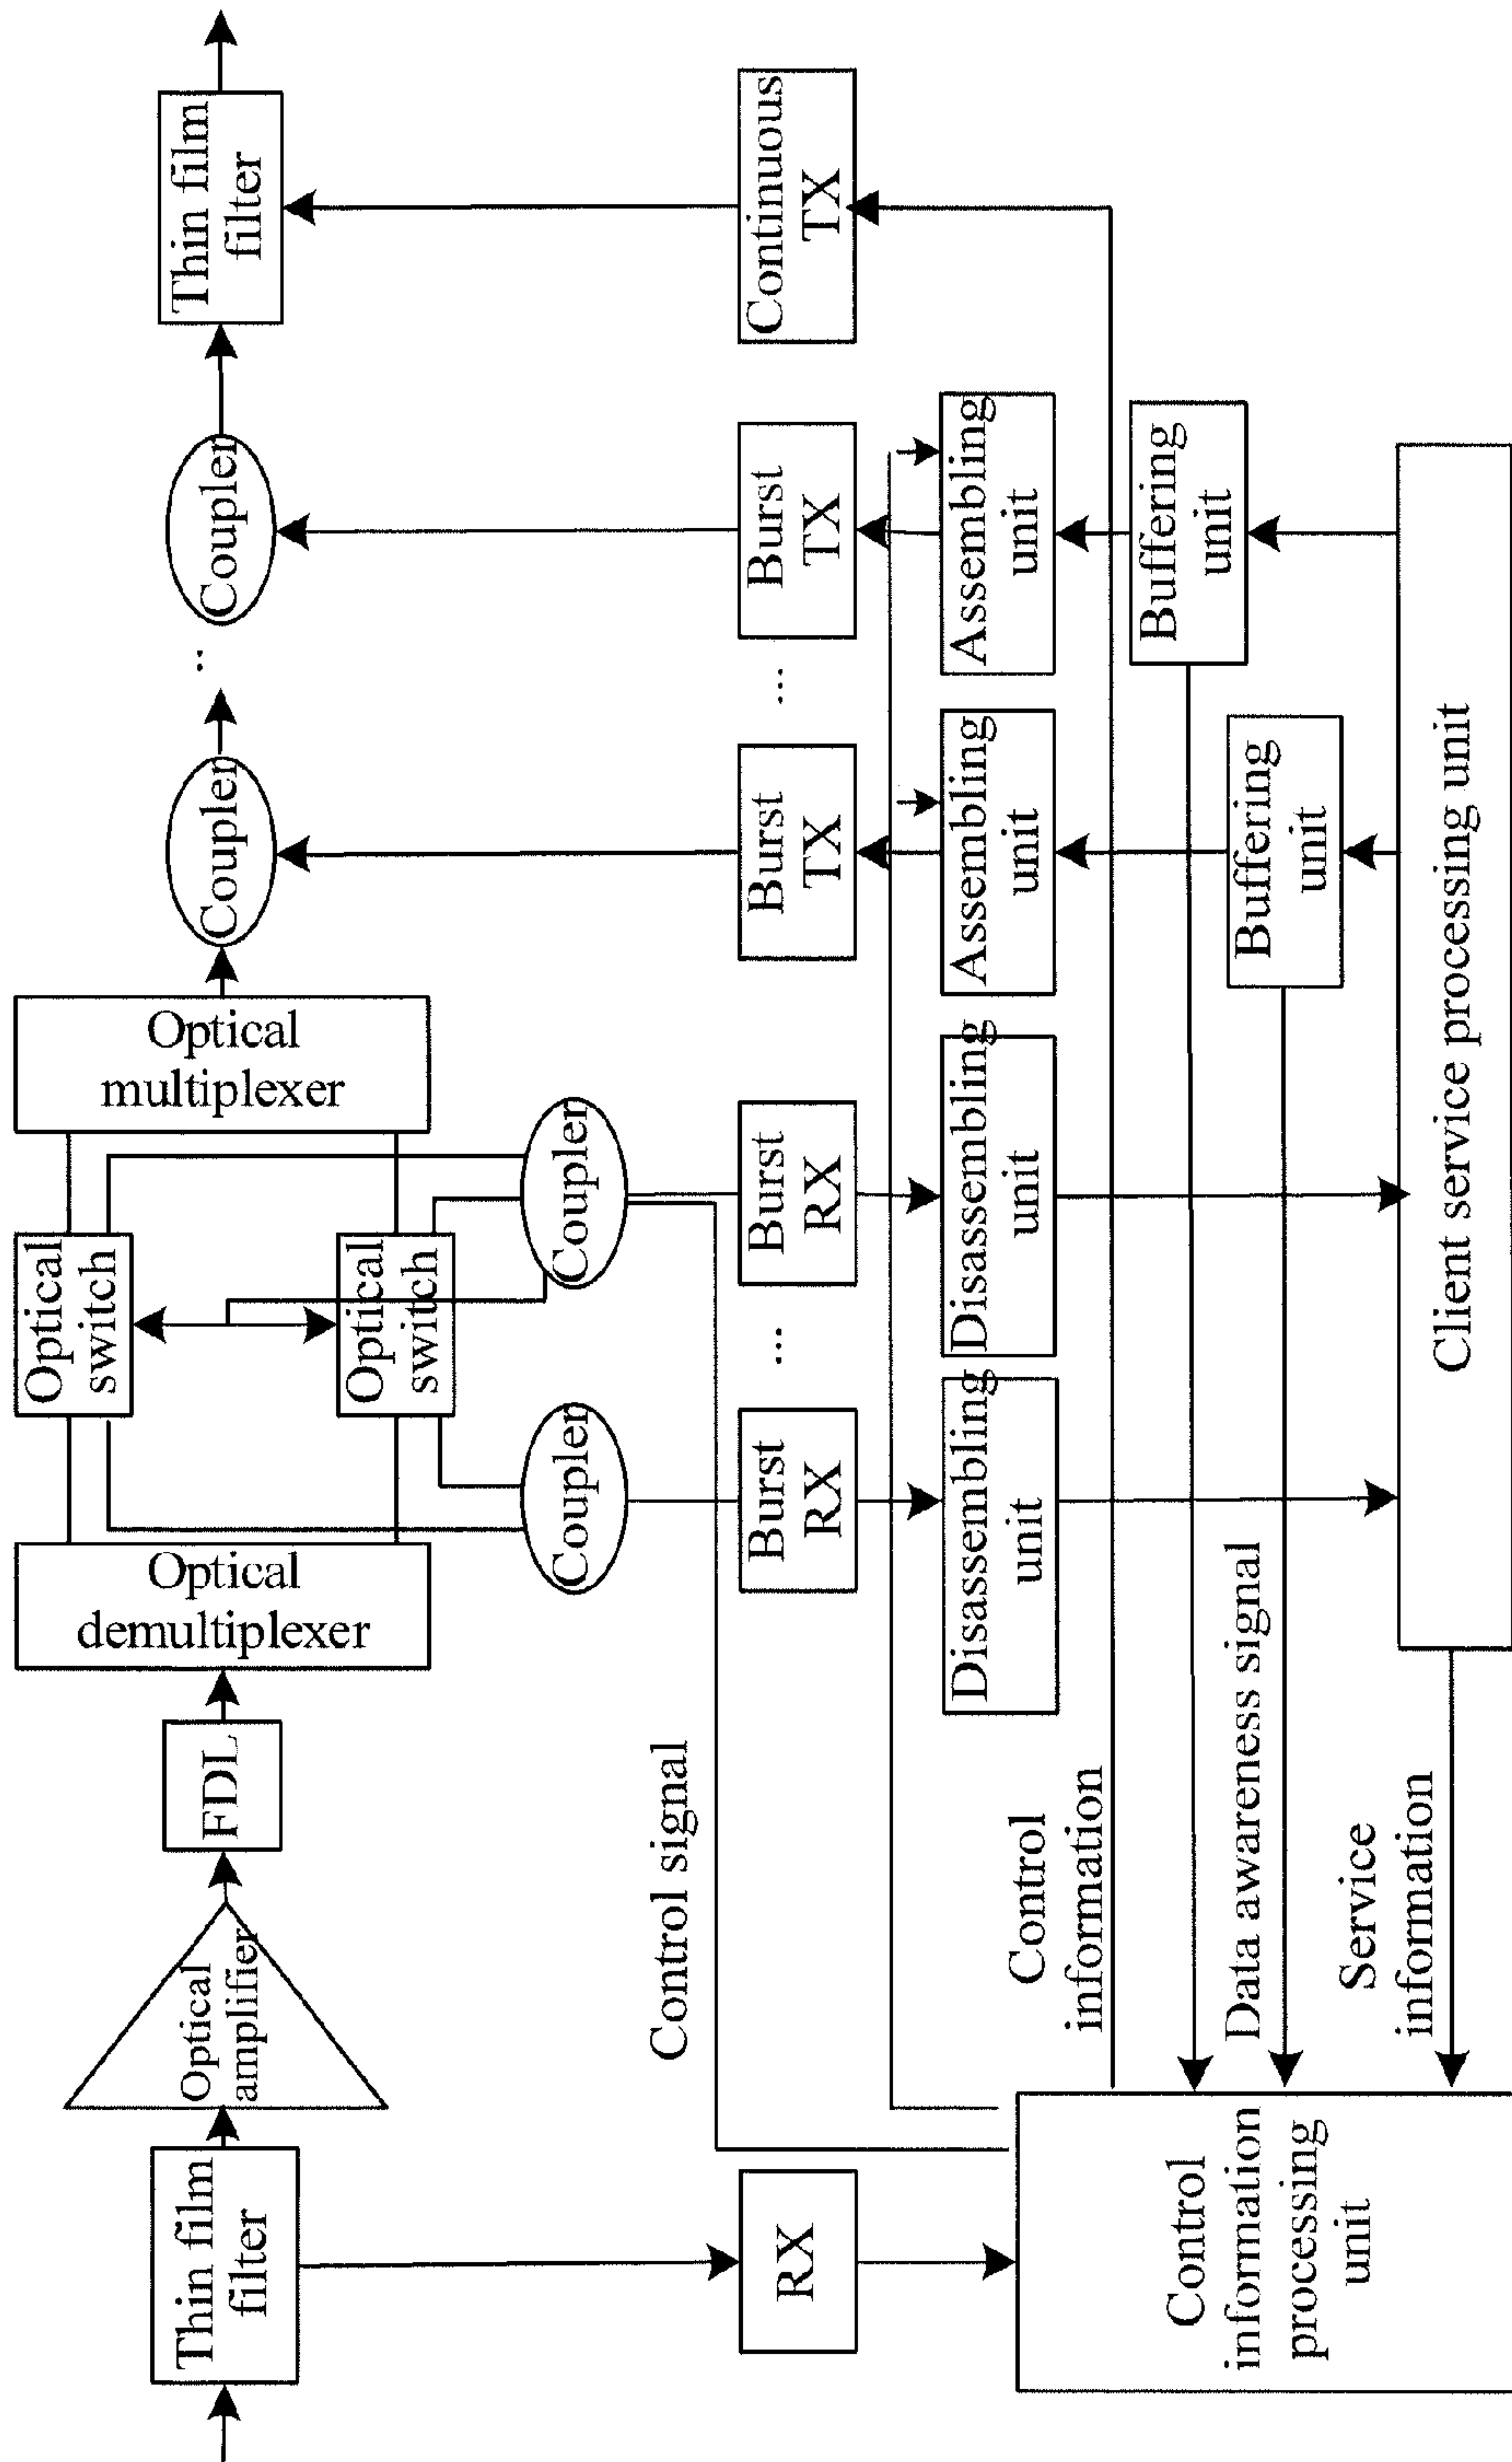 Thin film
filter
Optical
amplifier
FDL
Optical
demultiplexer
Optical
switch
Optical
switch
Optical
multiplexer
Coupler
..
Coupler
Thin film
filter
Coupler
Coupler
Control signal
RX
Burst
RX
...
Burst
RX
Burst
TX
...
Burst
TX
Continuous
TX
Disassembling
unit
Disassembling
unit
Assembling
unit
Assembling
unit
Control
information
Buffering
unit
Data awareness signal
Buffering
unit
Control
information
processing
unit
Service
information
Client service processing unit